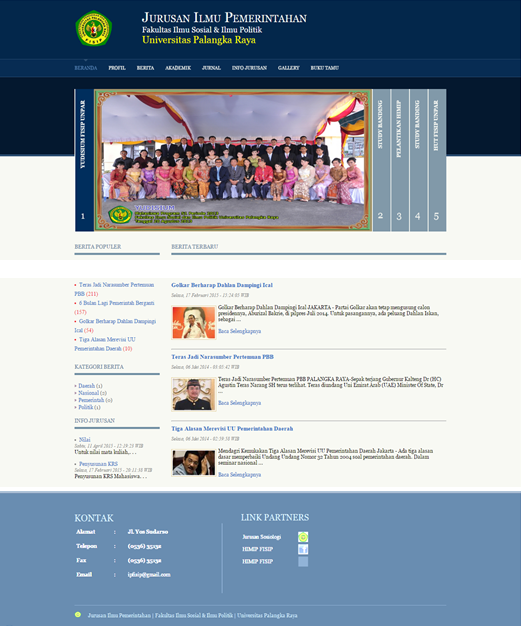 Jurusan Ilmu Pemerintahan
Fakultas Ilmu Sosial & Ilmu Politik
Universitas Palangka Raya
BERANDA PROFIL BERITA AKADEMIK JURNAL INFO JURUSAN GALLERY BUKU TAMU
YUDISIUM FISIP UNPAR
1
YUDISIUM
STUDY BANDING
2
PELANTIKAN HIMIP
3
STUDY BANDING
4
HUT FISIP UNPAR
5
BERITA POPULER
Teras Jadi Narasumber Pertemuan
PBB (211)
6 Bulan Lagi Pemerintah Berganti
(157)
Golkar Berharap Dahlan Dampingi
Ical (54)
Tiga Alasan Merevisi UU
Pemerintahan Daerah (10)
KATEGORI BERITA
Daerah (1)
Nasional (7)
Pemerintah (0)
Politik (1)
INFO JURUSAN
Nilai
Sabtu, 11 April 2015 - 12:19:23 WIB
Untuk nilai mata kuliah, . . .
Penyurusan KRS
Selasa, 17 Februari 2015 - 20:11:18 WIB
Penyurusan KRS Mahasiswa. . .
BERITA TERBARU
Golkar Berharap Dahlan Dampingi Ical
Selasa, 17 Februari 2015 - 15:24:03 WIB
Golkar Berharap Dahlan Dampingi Ical JAKARTA - Partai Golkar akan tetap mengusung calon
presidennya, Aburizal Bakrie, di pilpres Juli 2014. Untuk pasangannya, ada peluang Dahlan Iskan,
sebagai ...
Baca Selengkapnya
Teras Jadi Narasumber Pertemuan PBB
Selasa, 06 Mei 2014 - 03:05:42 WIB
Teras Jadi Narasumber Pertemuan PBB PALANGKA RAYA-Sepak terjang Gubernur Kalteng Dr (HC)
Agustin Teras Narang SH terus terlihat. Teras diundang Uni Emirat Arab (UAE) Minister Of State, Dr
...
Baca Selengkapnya
Tiga Alasan Merevisi UU Pemerintahan Daerah
Selasa, 06 Mei 2014 - 02:59:58 WIB
Mendagri Kemukakan Tiga Alasan Merevisi UU Pemerintahan Daerah Jakarta - Ada tiga alasan
dasar memperbaiki Undang Undang Nomor 32 Tahun 2004 soal pemerintahan daerah. Dalam
seminar nasional ...
Baca Selengkapnya
KONTAK
Alamat : Jl. Yos Sudarso
Telepon : (0536) 35132
Fax : (0536) 35132
Email : ipfisip@gmail.com
LINK PARTNERS
Jurusan Sosiologi
HIMIP FISIP
HIMIP FISIP
Jurusan Ilmu Pemerintahan | Fakultas Ilmu Sosial & Ilmu Politik | Universitas Palangka Raya